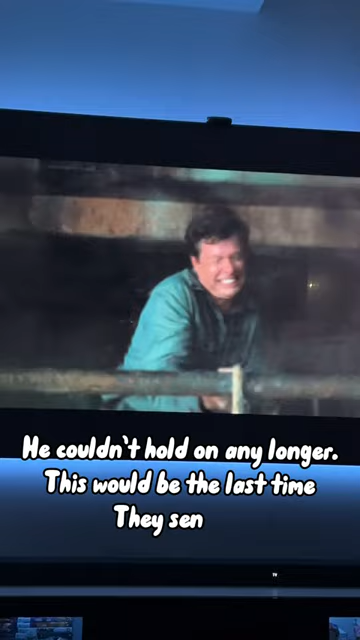 He couldn't hold on any longer.
This would be the last time
They sen